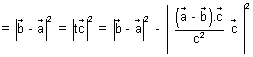 = |b⃗ - a⃗|² = |tc⃗|² = |b⃗ - a⃗|² - | (a⃗ - b⃗).c⃗ / c² c⃗ |²